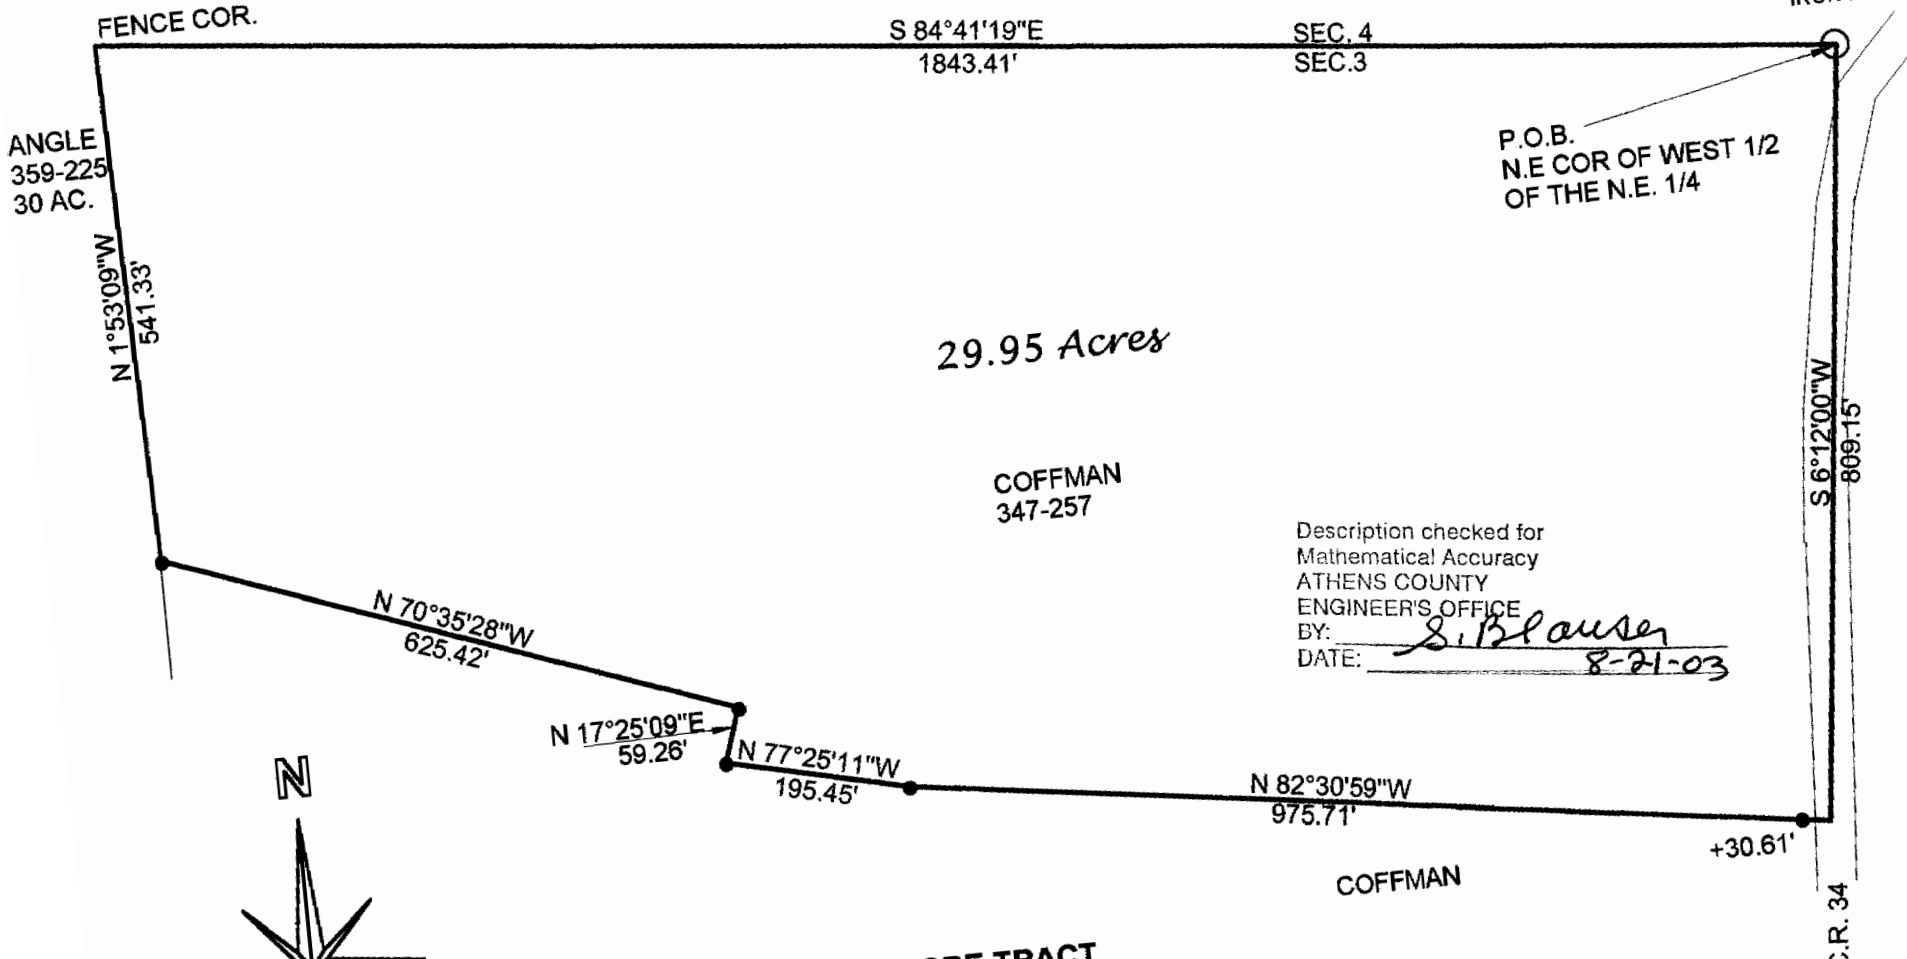 FENCE COR.
S 84°41'19"E
1843.41'
SEC. 4
SEC.3
ANGLE
359-225
30 AC.
P.O.B.
N.E COR OF WEST 1/2
OF THE N.E. 1/4
N 1°53'09"W
541.33'
29.95 Acres
S 6°12'00"W
809.15'
COFFMAN
347-257
Description checked for
Mathematical Accuracy
ATHENS COUNTY
ENGINEER'S OFFICE
BY: S. Blauser
DATE: 8-21-03
N 70°35'28"W
625.42'
N 17°25'09"E
59.26'
N 77°25'11"W
195.45'
N 82°30'59"W
975.71'
+30.61'
COFFMAN
N
C.R. 34
TRACT